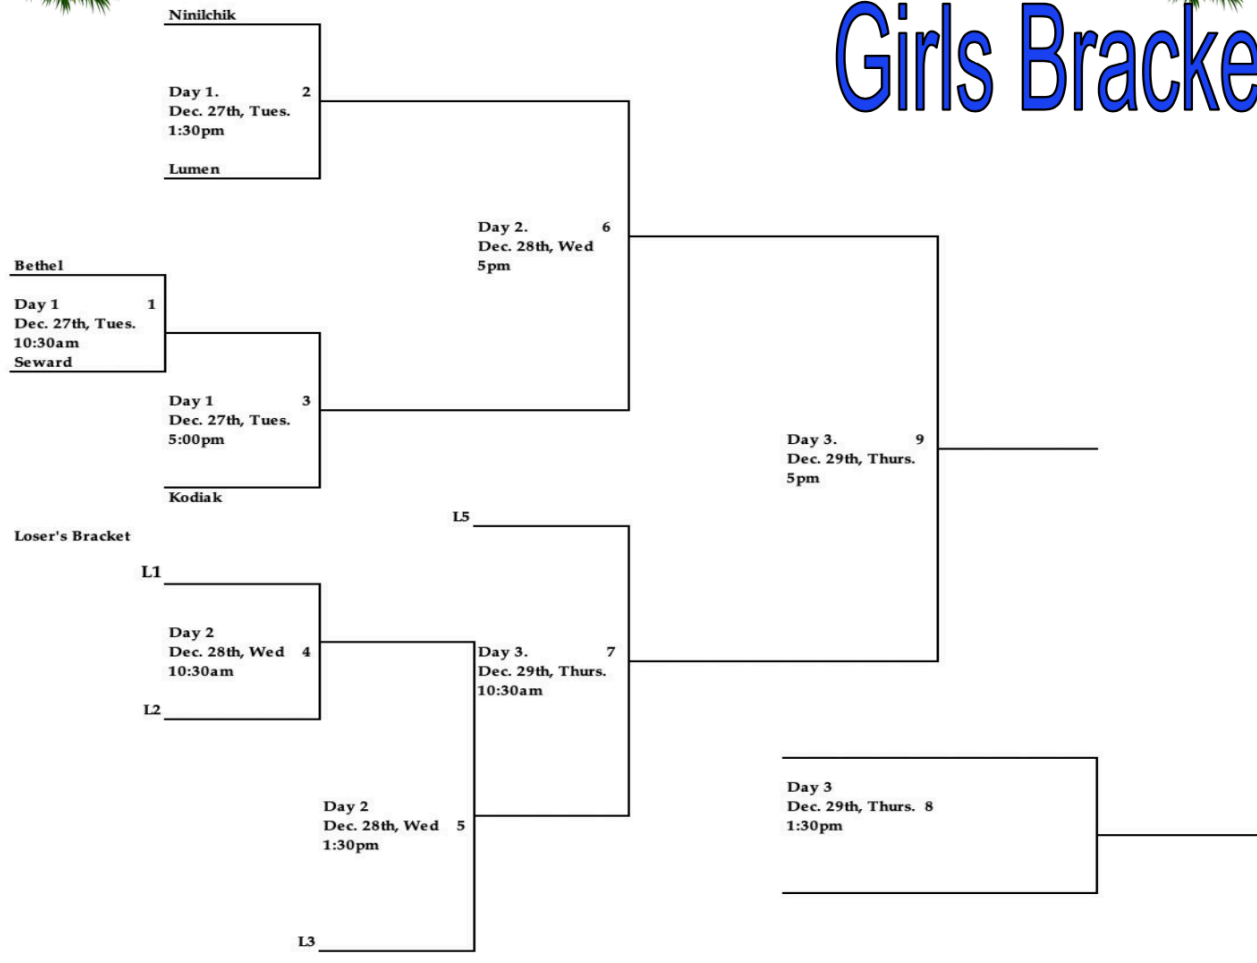 Girls Bracke
Ninilchik
Day 1. 2
Dec. 27th, Tues.
1:30pm
Lumen
Day 2. 6
Dec. 28th, Wed
5pm
Bethel
Day 1 1
Dec. 27th, Tues.
10:30am
Seward
Day 1 3
Dec. 27th, Tues.
5:00pm
Kodiak
Day 3. 9
Dec. 29th, Thurs.
5pm
Loser's Bracket
L5
L1
Day 2
Dec. 28th, Wed 4
10:30am
L2
Day 3. 7
Dec. 29th, Thurs.
10:30am
Day 2
Dec. 28th, Wed 5
1:30pm
L3
Day 3
Dec. 29th, Thurs. 8
1:30pm